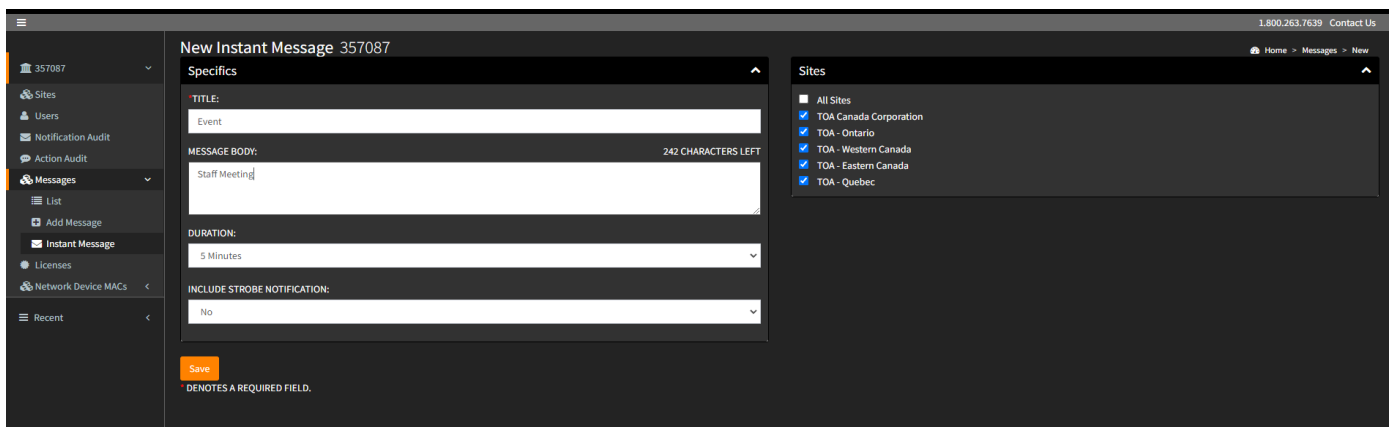 1.800.263.7639 Contact Us
357087
Sites
Users
Notification Audit
Action Audit
Messages
List
Add Message
Instant Message
Licenses
Network Device MACs
Recent
New Instant Message 357087
Home > Messages > New
Specifics
*TITLE:
Event
MESSAGE BODY:
242 CHARACTERS LEFT
Staff Meeting
DURATION:
5 Minutes
INCLUDE STROBE NOTIFICATION:
No
Save
* DENOTES A REQUIRED FIELD.
Sites
All Sites
TOA Canada Corporation
TOA - Ontario
TOA - Western Canada
TOA - Eastern Canada
TOA - Quebec